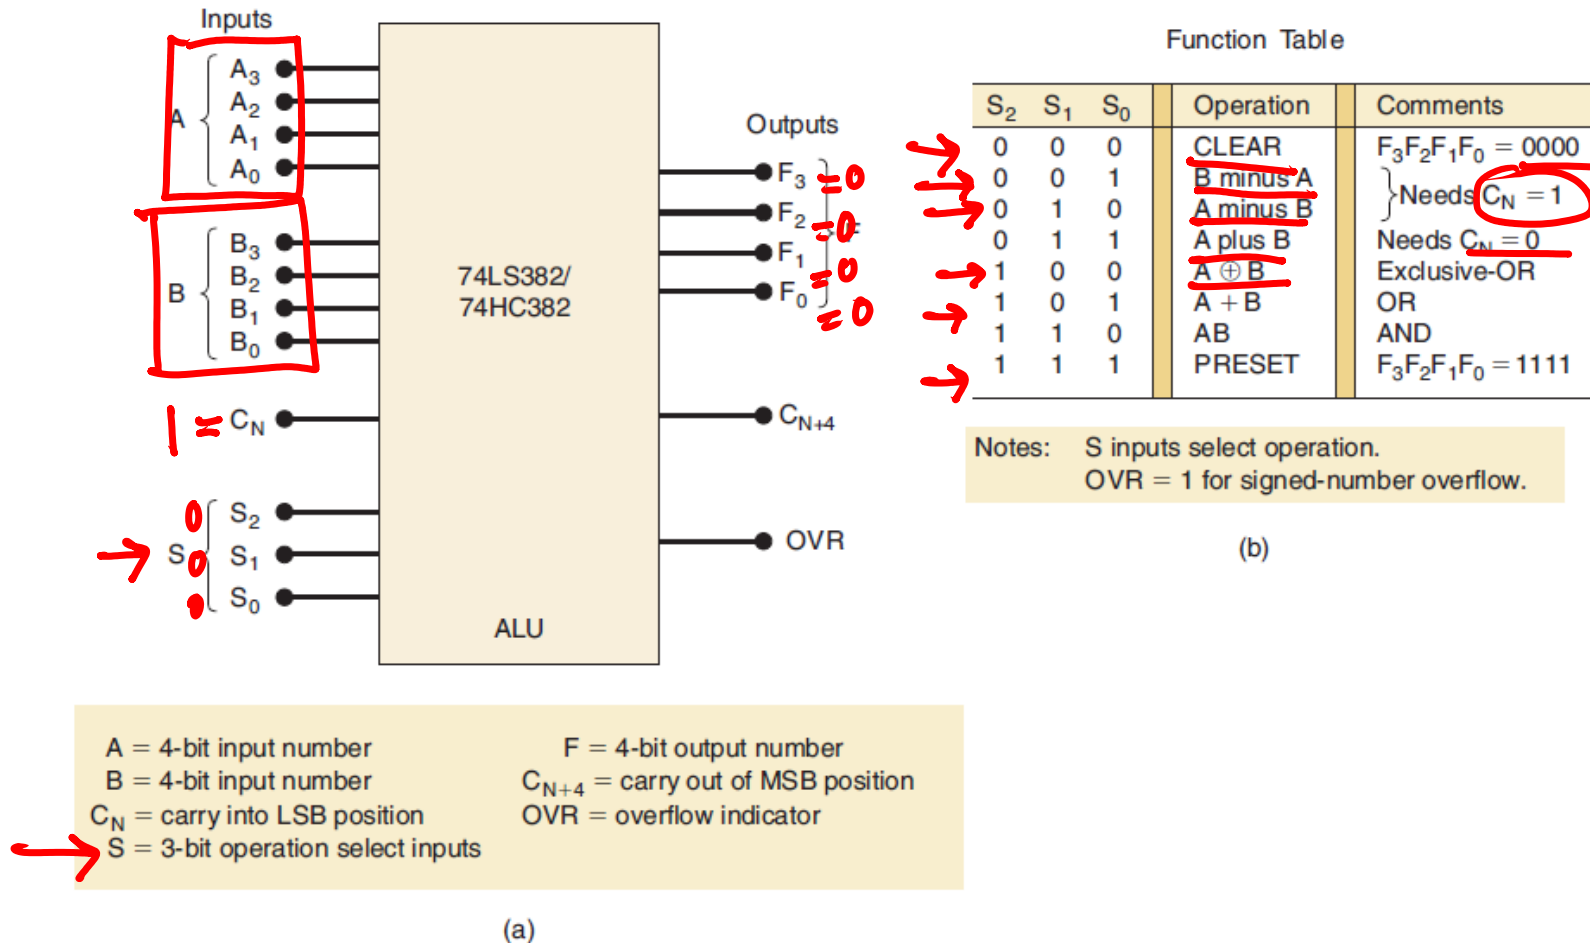 Inputs
A
A3
A2
A1
A0
B
B3
B2
B1
B0
1 = CN
S
0 S2
0 S1
0 S0
74LS382/
74HC382
ALU
Outputs
F3 = 0
F2 = 0
F1 = 0
F0 = 0
CN+4
OVR
A = 4-bit input number
B = 4-bit input number
CN = carry into LSB position
S = 3-bit operation select inputs
F = 4-bit output number
CN+4 = carry out of MSB position
OVR = overflow indicator
(a)
Function Table
S2 S1 S0 Operation Comments
0 0 0 CLEAR F3F2F1F0 = 0000
0 0 1 B minus A
Needs CN = 1
0 1 0 A minus B
0 1 1 A plus B Needs CN = 0
1 0 0 A ⊕ B Exclusive-OR
1 0 1 A + B OR
1 1 0 AB AND
1 1 1 PRESET F3F2F1F0 = 1111
Notes: S inputs select operation.
OVR = 1 for signed-number overflow.
(b)